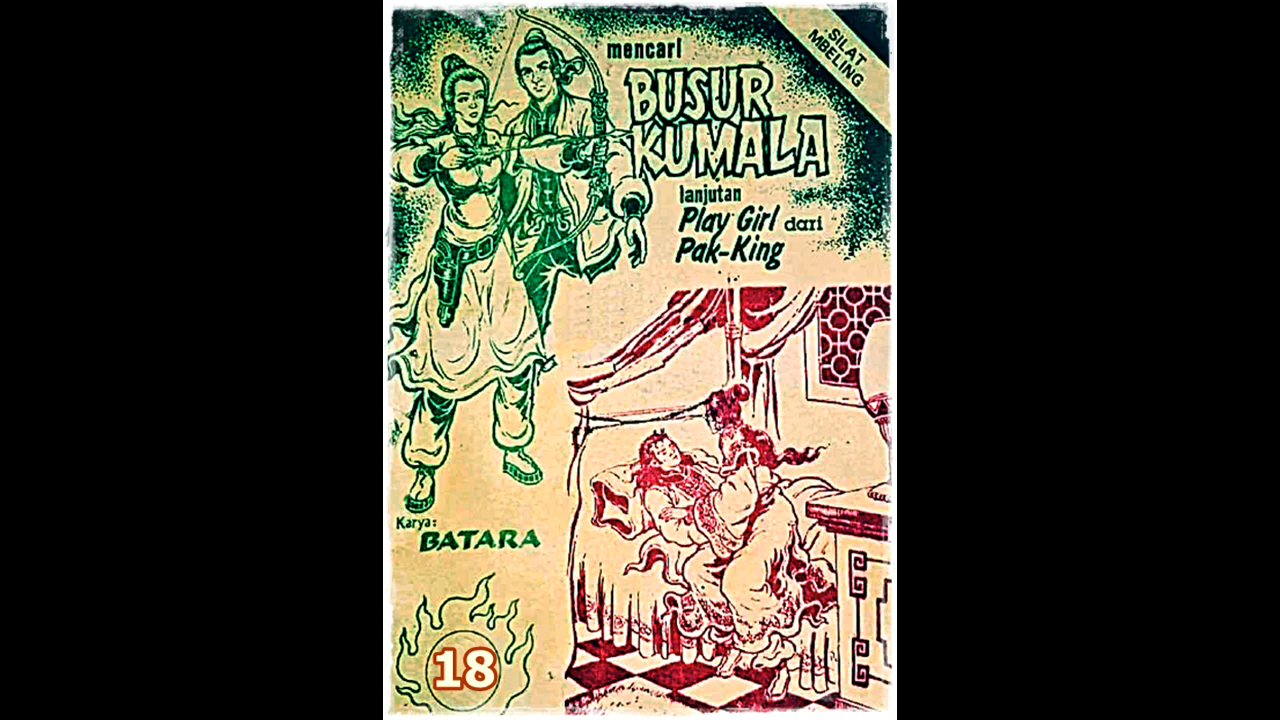 SILAT
MBELING
mencari
BUSUR
KUMALA
lanjutan
Play Girl dari
Pak-King
Karya:
BATARA
18